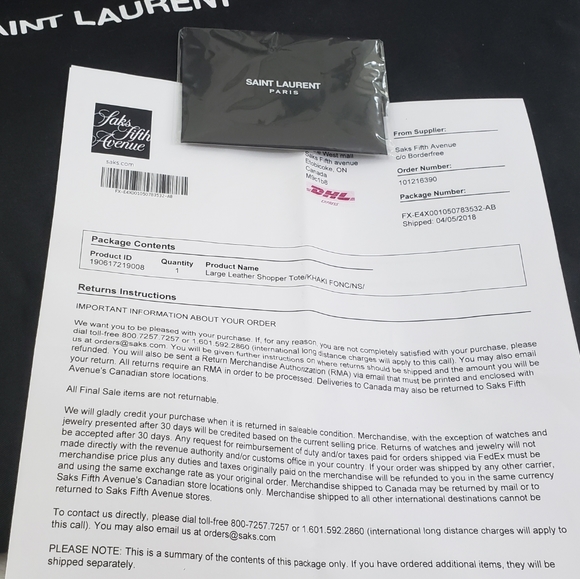 AINT LAURENT
SAINT LAURENT
PARIS
Saks
Fifth
Avenue
saks.com
FX-E4X001050783532-AB
West mall
Saks Fifth avenue
Etobicoke, ON
Canada
M9c1b8
DHL
From Supplier:
Saks Fifth Avenue
c/o Borderfree
Order Number:
101216390
Package Number:
FX-E4X001050783532-AB
Shipped: 04/05/2018
Package Contents
Product ID Quantity Product Name
190617219008 1 Large Leather Shopper Tote/KHAKI FONC/NS/
Returns Instructions
IMPORTANT INFORMATION ABOUT YOUR ORDER
We want you to be pleased with your purchase. If, for any reason, you are not completely satisfied with your purchase, please
dial toll-free 800.7257.7257 or 1.601.592.2860 (international long distance charges will apply to this call). You may also email
us at orders@saks.com. You will be given further instructions on where returns should be shipped and the amount you will be
refunded. You will also be sent a Return Merchandise Authorization (RMA) via email that must be printed and enclosed with
your return. All returns require an RMA in order to be processed. Deliveries to Canada may also be returned to Saks Fifth
Avenue's Canadian store locations.
All Final Sale items are not returnable.
We will gladly credit your purchase when it is returned in saleable condition. Merchandise, with the exception of watches and
jewelry presented after 30 days will be credited based on the current selling price. Returns of watches and jewelry will not
be accepted after 30 days. Any request for reimbursement of duty and/or taxes paid for orders shipped via FedEx must be
made directly with the revenue authority and/or customs office in your country. If your order was shipped by any other carrier,
merchandise price plus any duties and taxes originally paid on the merchandise will be refunded to you in the same currency
and using the same exchange rate as your original order. Merchandise shipped to Canada may be returned by mail or to
Saks Fifth Avenue's Canadian store locations only. Merchandise shipped to all other international destinations cannot be
returned to Saks Fifth Avenue stores.
To contact us directly, please dial toll-free 800-7257.7257 or 1.601.592.2860 (international long distance charges will apply to
this call). You may also email us at orders@saks.com
PLEASE NOTE: This is a summary of the contents of this package only. If you have ordered additional items, they will be
shipped separately.